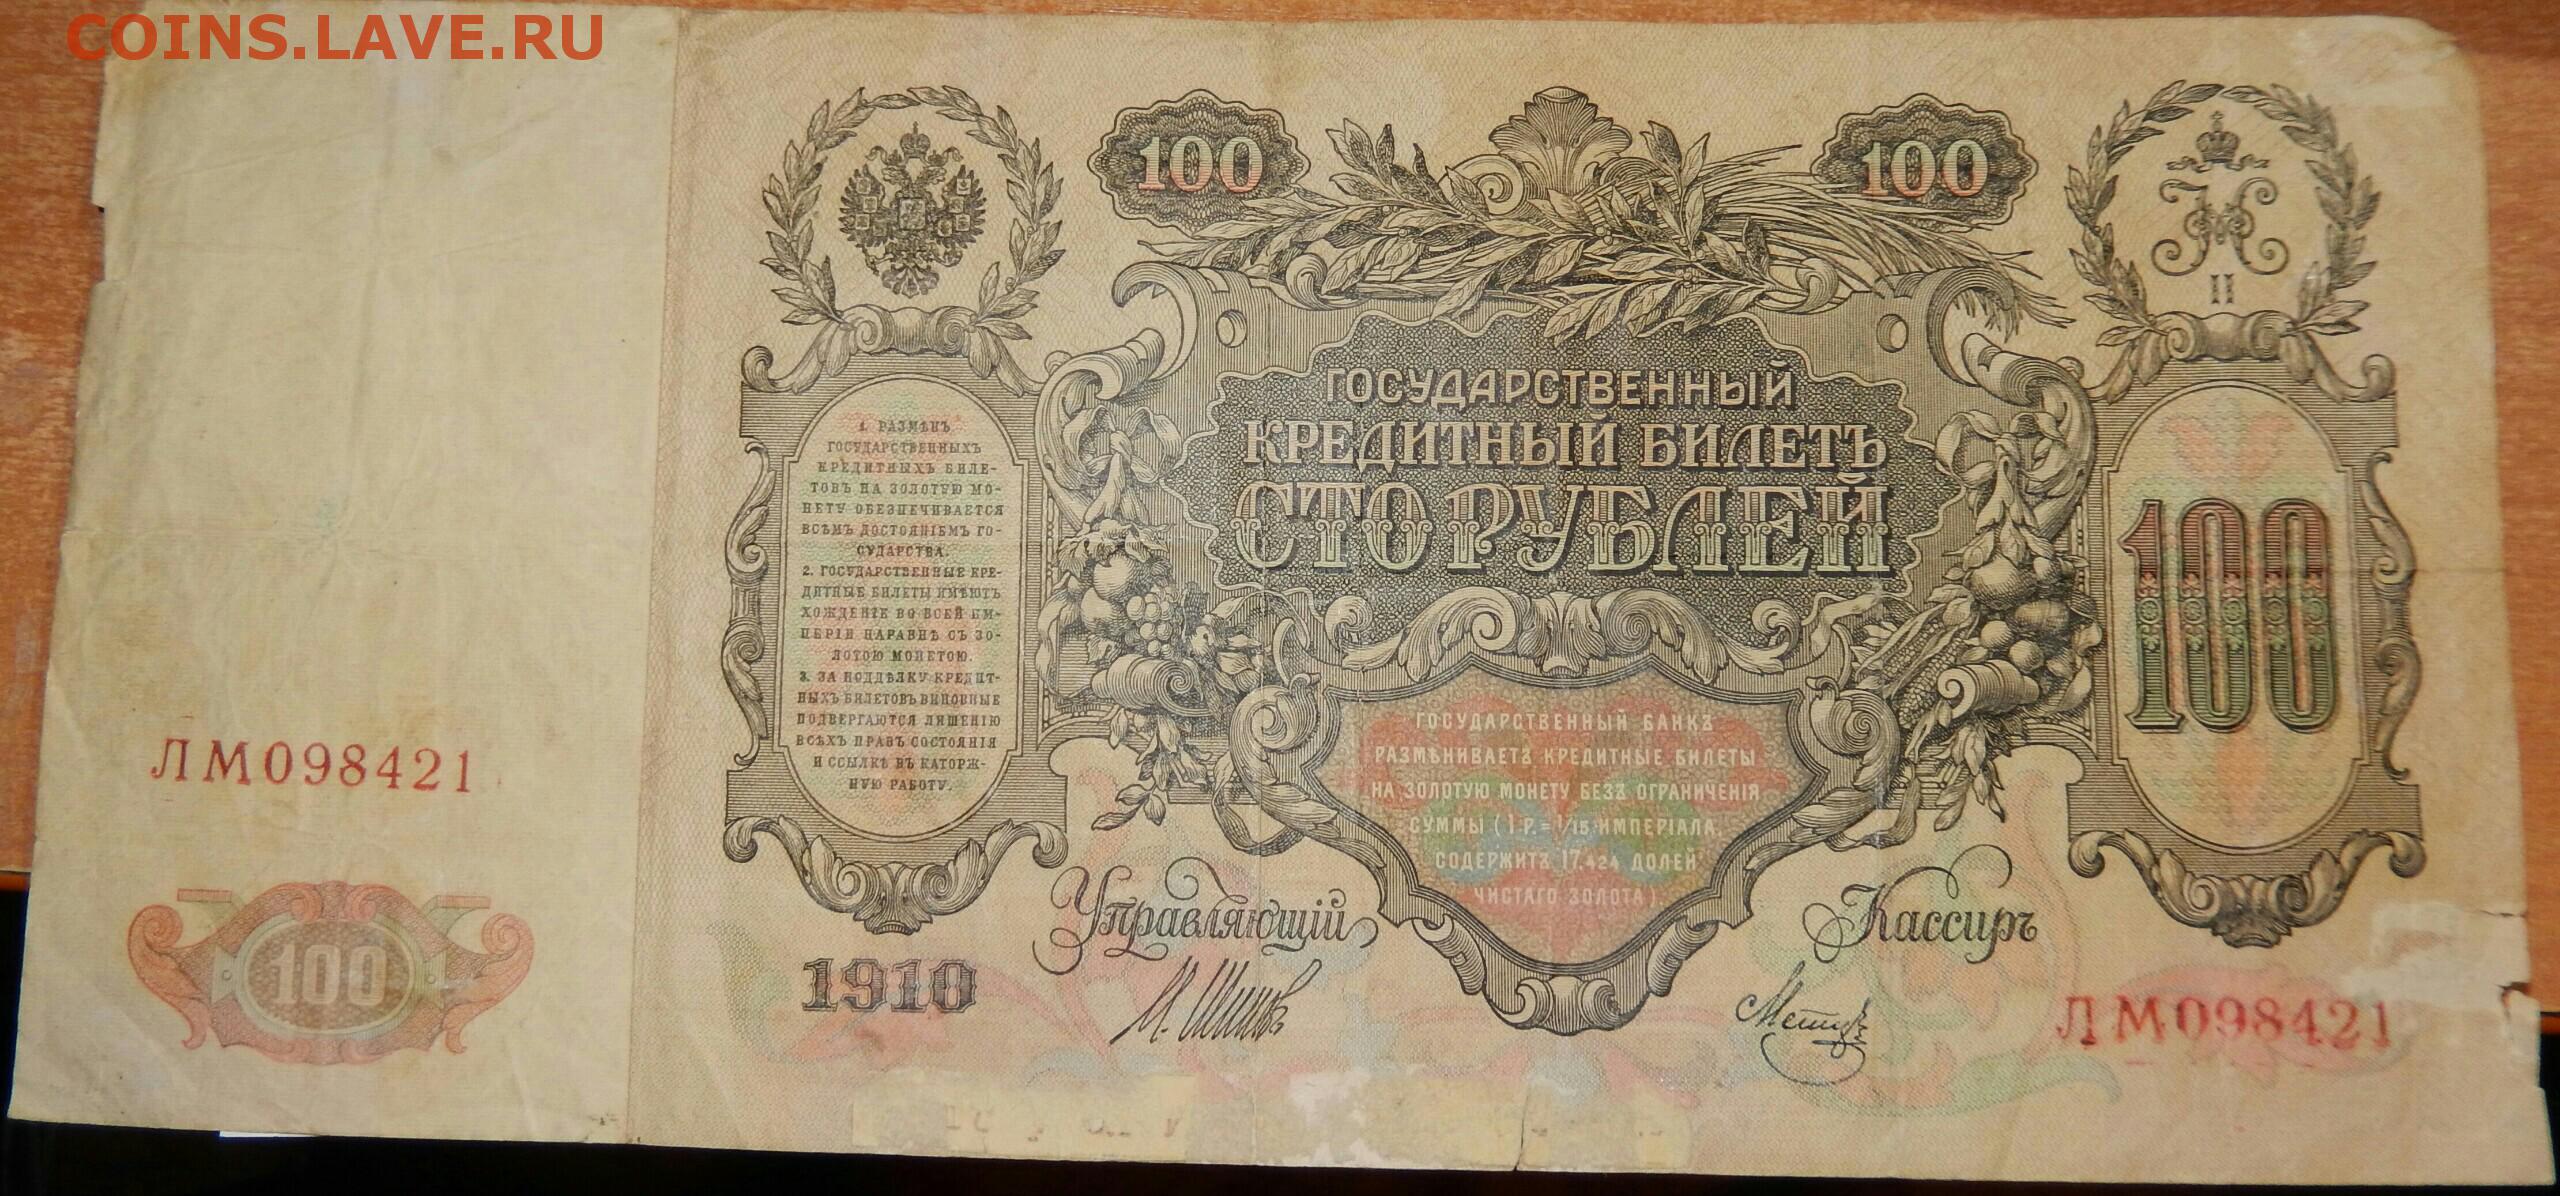 COINS.LAVE.RU
100
100
II
ГОСУДАРСТВЕННЫЙ
КРЕДИТНЫЙ БИЛЕТЪ
СТО РУБЛЕЙ
1. РАЗМѢНЪ
ГОСУДАРСТВЕННЫХЪ
КРЕДИТНЫХЪ БИЛЕ-
ТОВЪ НА ЗОЛОТУЮ МО-
НЕТУ ОБЕЗПЕЧИВАЕТСЯ
ВСѢМЪ ДОСТОЯНІЕМЪ ГО-
СУДАРСТВА.
2. ГОСУДАРСТВЕННЫЕ КРЕ-
ДИТНЫЕ БИЛЕТЫ ИМѢЮТЪ
ХОЖДЕНІЕ ВО ВСЕЙ ИМ-
ПЕРІИ НАРАВНѢ СЪ ЗО-
ЛОТОЮ МОНЕТОЮ.
3. ЗА ПОДДѢЛКУ КРЕДИТ-
НЫХЪ БИЛЕТОВЪ ВИНОВНЫЕ
ПОДВЕРГАЮТСЯ ЛИШЕНІЮ
ВСѢХЪ ПРАВЪ СОСТОЯНІЯ
И ССЫЛКѢ ВЪ КАТОРЖ-
НУЮ РАБОТУ.
100
ГОСУДАРСТВЕННЫЙ БАНКЪ
РАЗМѢНИВАЕТЪ КРЕДИТНЫЕ БИЛЕТЫ
НА ЗОЛОТУЮ МОНЕТУ БЕЗЪ ОГРАНИЧЕНІЯ
СУММЫ (1 Р. = 1/15 ИМПЕРІАЛА,
СОДЕРЖИТЪ 17,424 ДОЛЕЙ
ЧИСТАГО ЗОЛОТА).
ЛМ098421
100
Управляющій
Кассиръ
1910
И. Шиповъ
Метцъ
ЛМ098421